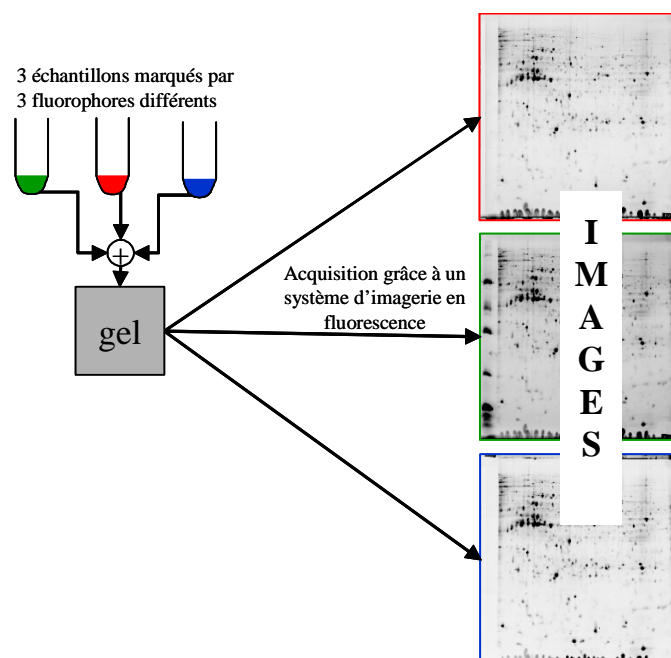 3 échantillons marqués par
3 fluorophores différents
+
gel
Acquisition grâce à un
système d’imagerie en
fluorescence
I
M
A
G
E
S